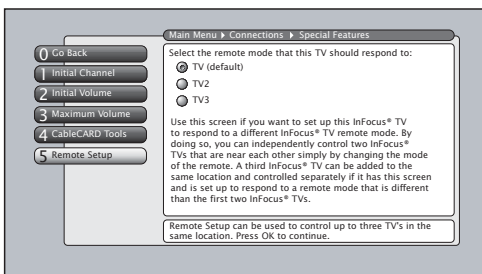 Main Menu ▸ Connections ▸ Special Features
0 Go Back
1 Initial Channel
2 Initial Volume
3 Maximum Volume
4 CableCARD Tools
5 Remote Setup
Select the remote mode that this TV should respond to:
TV (default)
TV2
TV3
Use this screen if you want to set up this InFocus® TV
to respond to a different InFocus® TV remote mode. By
doing so, you can independently control two InFocus®
TVs that are near each other simply by changing the mode
of the remote. A third InFocus® TV can be added to the
same location and controlled separately if it has this screen
and is set up to respond to a remote mode that is different
than the first two InFocus® TVs.
Remote Setup can be used to control up to three TV's in the
same location. Press OK to continue.